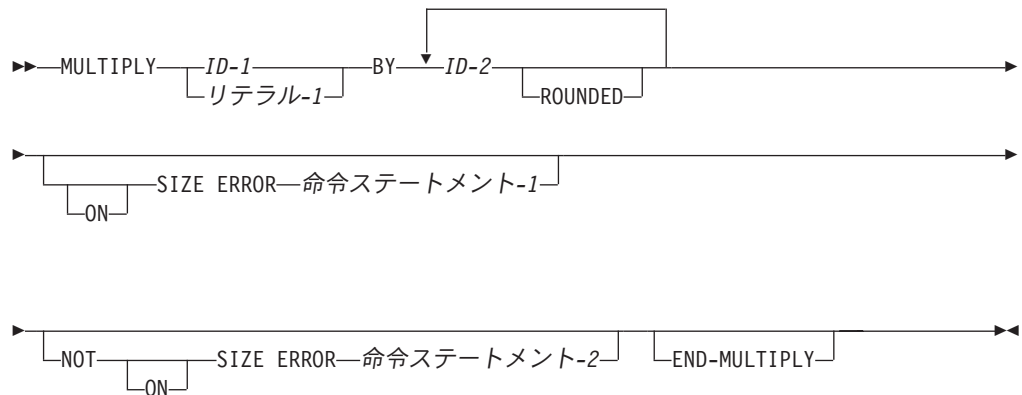 MULTIPLY ID-1 BY ID-2
リテラル-1 ROUNDED
SIZE ERROR 命令ステートメント-1
ON
NOT SIZE ERROR 命令ステートメント-2 END-MULTIPLY
ON